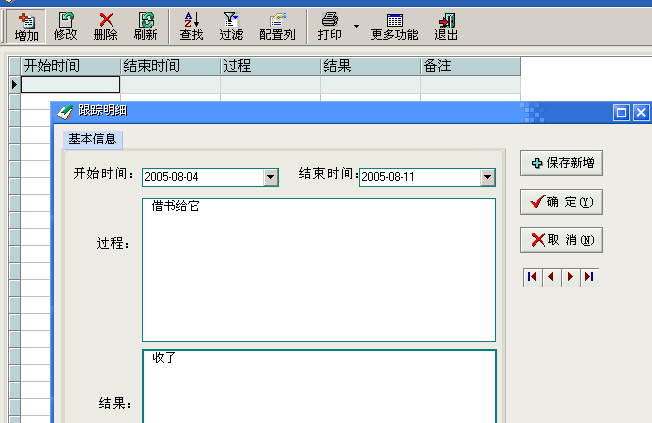 增加 修改 删除 刷新 查找 过滤 配置列 打印 更多功能 退出
开始时间 结束时间 过程 结果 备注
跟踪明细
基本信息
开始时间： 2005-08-04 结束时间： 2005-08-11
保存新增
确 定(Y)
取 消(N)
过程： 借书给它
结果： 收了